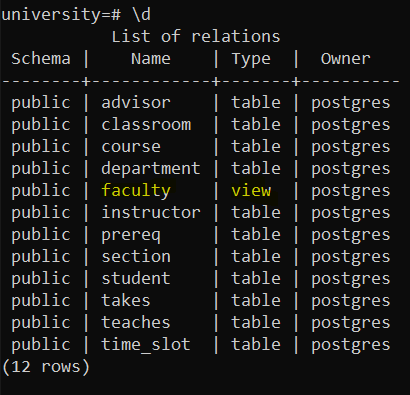 university=# \d
List of relations
Schema | Name | Type | Owner
--------+------------+-------+----------
public | advisor | table | postgres
public | classroom | table | postgres
public | course | table | postgres
public | department | table | postgres
public | faculty | view | postgres
public | instructor | table | postgres
public | prereq | table | postgres
public | section | table | postgres
public | student | table | postgres
public | takes | table | postgres
public | teaches | table | postgres
public | time_slot | table | postgres
(12 rows)